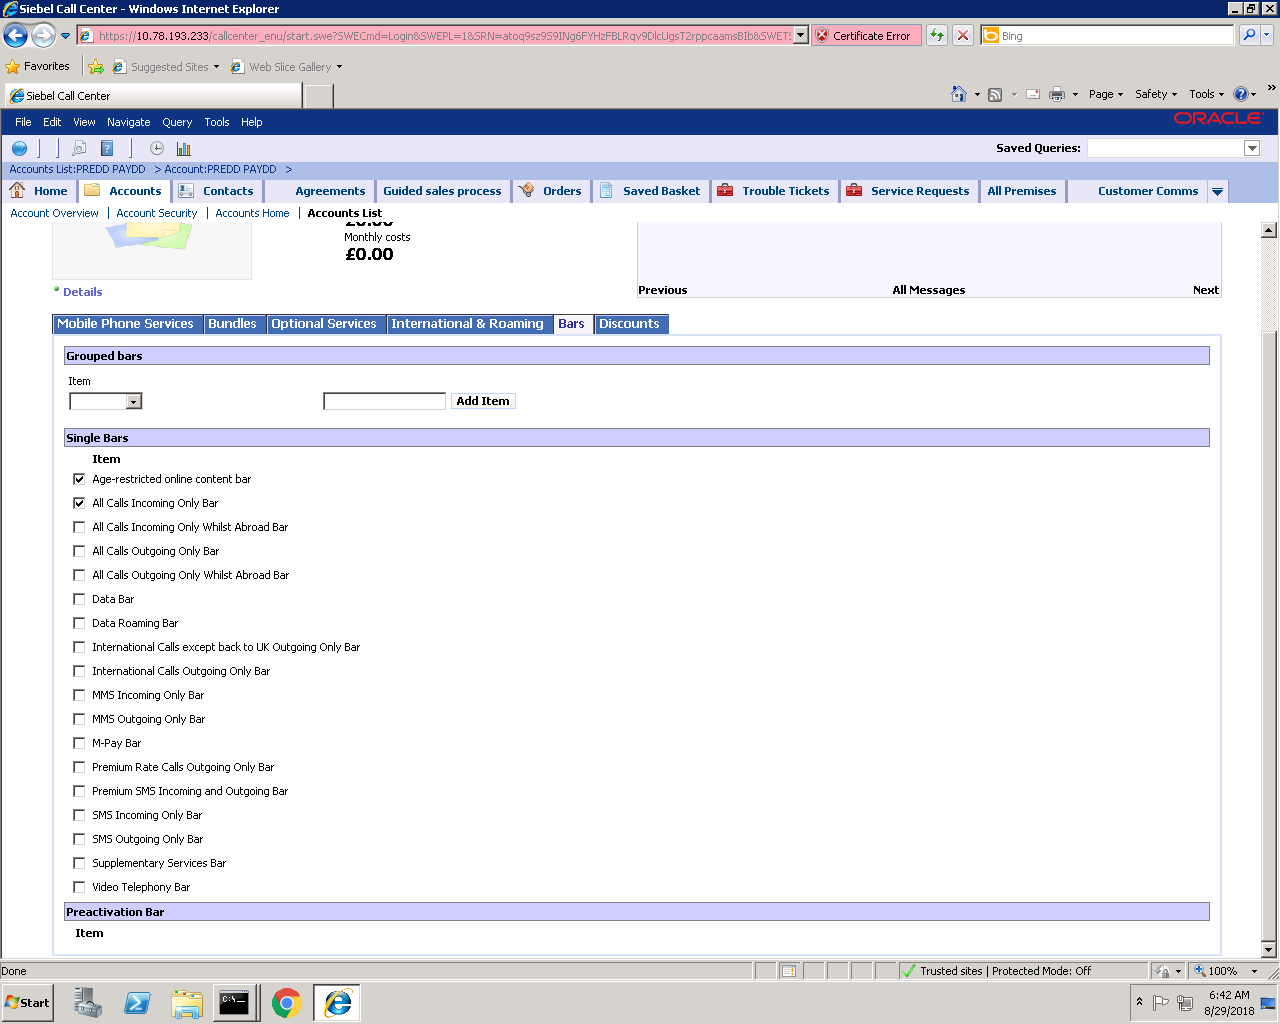 Siebel Call Center - Windows Internet Explorer
https://10.78.193.233/callcenter_enu/start.swe?SWECmd=Login&SWEPL=1&SRN= Certificate Error Bing
Favorites Suggested Sites Web Slice Gallery
Siebel Call Center Page Safety Tools »
File Edit View Navigate Query Tools Help ORACLE
Saved Queries:
Accounts List:PREDD PAYDD > Account:PREDD PAYDD >
Home Accounts Contacts Agreements Guided sales process Orders Saved Basket Trouble Tickets Service Requests All Premises Customer Comms
Account Overview | Account Security | Accounts Home | Accounts List
£0.00
Monthly costs
£0.00
Previous All Messages Next
Details
Mobile Phone Services Bundles Optional Services International & Roaming Bars Discounts
Grouped bars
Item
Add Item
Single Bars
Item
Age-restricted online content bar
All Calls Incoming Only Bar
All Calls Incoming Only Whilst Abroad Bar
All Calls Outgoing Only Bar
All Calls Outgoing Only Whilst Abroad Bar
Data Bar
Data Roaming Bar
International Calls except back to UK Outgoing Only Bar
International Calls Outgoing Only Bar
MMS Incoming Only Bar
MMS Outgoing Only Bar
M-Pay Bar
Premium Rate Calls Outgoing Only Bar
Premium SMS Incoming and Outgoing Bar
SMS Incoming Only Bar
SMS Outgoing Only Bar
Supplementary Services Bar
Video Telephony Bar
Preactivation Bar
Item
Done Trusted sites | Protected Mode: Off 100%
Start 6:42 AM
8/29/2018